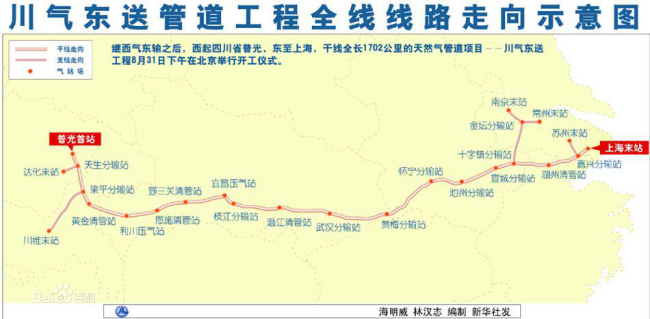 川气东送管道工程全线线路走向示意图
干线走向
支线走向
气站场
继西气东输之后,西起四川省普光,东至上海,干线全长1702公里的天然气管道项目——川气东送
工程8月31日下午在北京举行开工仪式。
南京末站
常州末站
金坛分输站
苏州末站
普光首站
上海末站
十字镇分输站
天生分输站
嘉兴分输站
达化末站
怀宁分输站
宣城分输站
湖州清管站
梁平分输站
宜昌压气站
池州分输站
野三关清管站
黄金清管站
恩施清管站
枝江分输站
潜江清管站
武汉分输站
黄梅分输站
利川压气站
川维末站
Bai 百科
海明威 林汉志 编制 新华社发